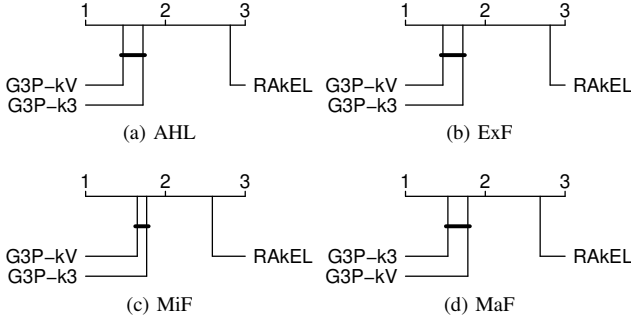 1 2 3
G3P−kV RAkEL
G3P−k3
(a) AHL
1 2 3
G3P−kV RAkEL
G3P−k3
(b) ExF
1 2 3
G3P−kV RAkEL
G3P−k3
(c) MiF
1 2 3
G3P−k3 RAkEL
G3P−kV
(d) MaF